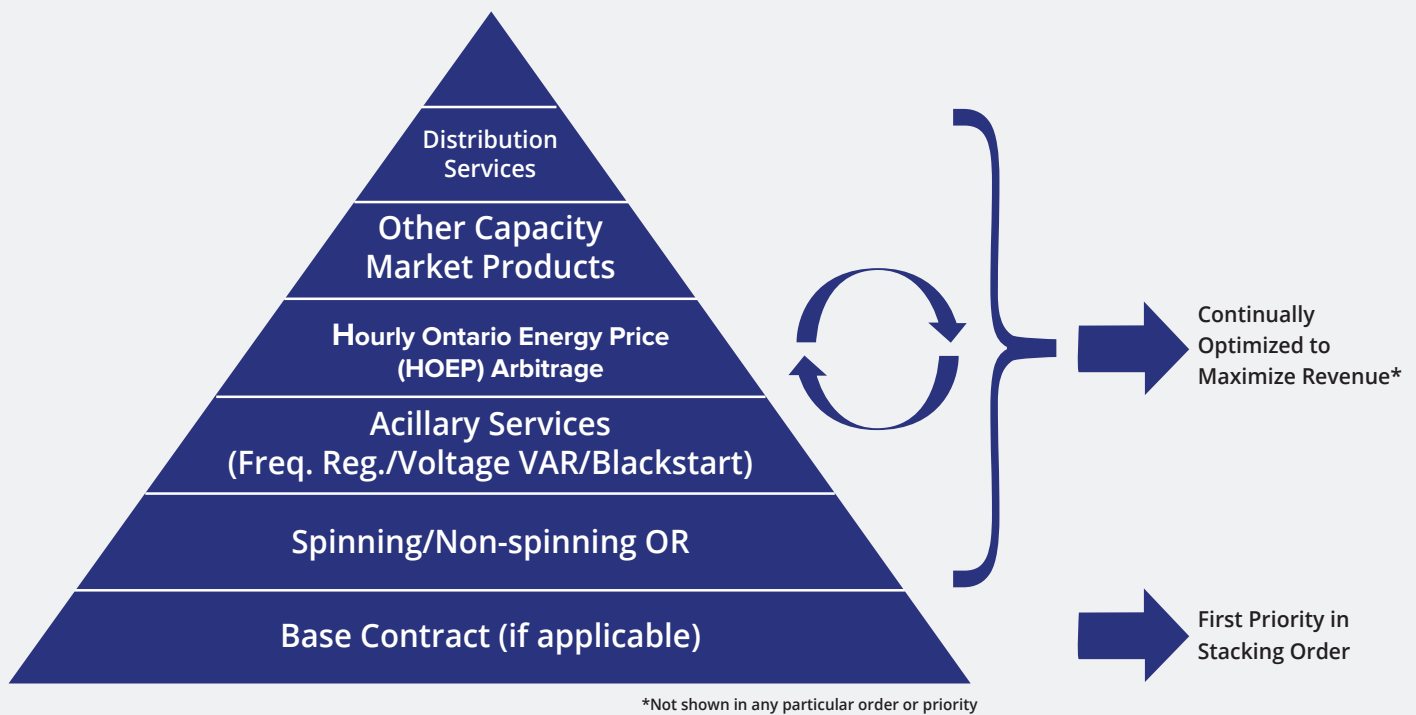 Distribution
Services
Other Capacity
Market Products
Hourly Ontario Energy Price
(HOEP) Arbitrage
Acillary Services
(Freq. Reg./Voltage VAR/Blackstart)
Spinning/Non-spinning OR
Base Contract (if applicable)
Continually
Optimized to
Maximize Revenue*
First Priority in
Stacking Order
*Not shown in any particular order or priority